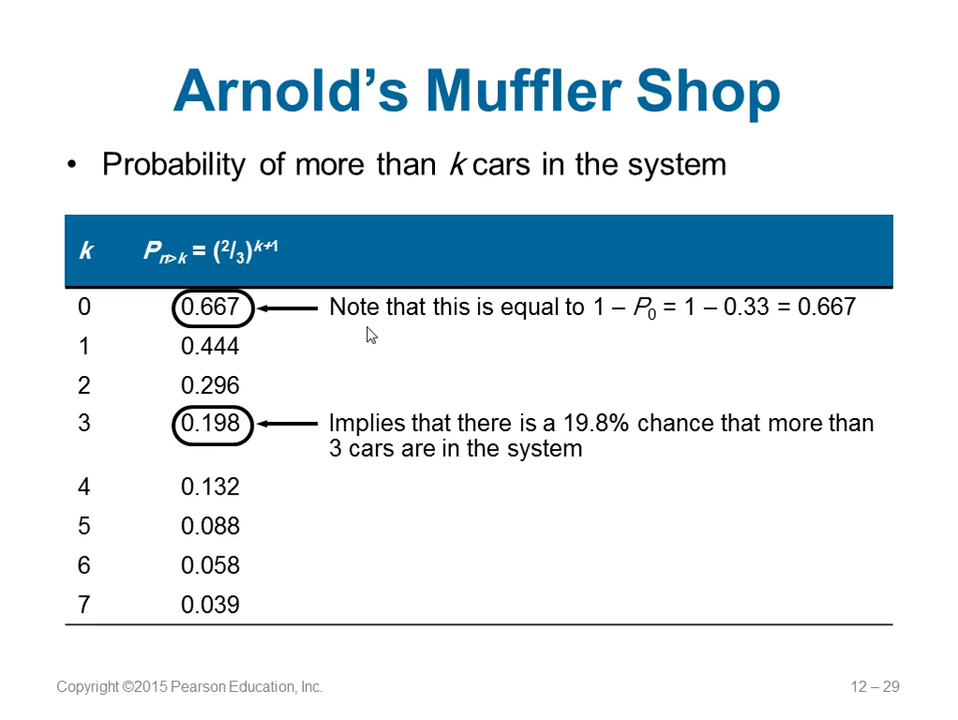 Arnold's Muffler Shop
• Probability of more than k cars in the system
k Pn>k = (2/3)k+1
0 0.667 Note that this is equal to 1 – P0 = 1 – 0.33 = 0.667
1 0.444
2 0.296
3 0.198 Implies that there is a 19.8% chance that more than
3 cars are in the system
4 0.132
5 0.088
6 0.058
7 0.039
Copyright ©2015 Pearson Education, Inc. 12 – 29